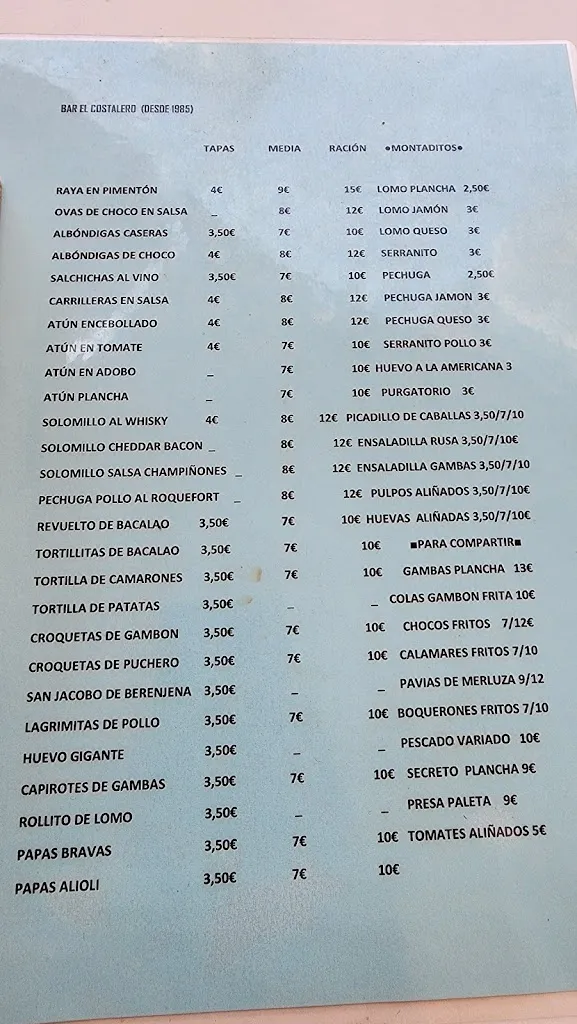 BAR EL COSTALERO (DESDE 1985)
TAPAS MEDIA RACIÓN •MONTADITOS•
RAYA EN PIMENTÓN 4€ 9€ 15€ LOMO PLANCHA 2,50€
OVAS DE CHOCO EN SALSA _ 8€ 12€ LOMO JAMÓN 3€
ALBÓNDIGAS CASERAS 3,50€ 7€ 10€ LOMO QUESO 3€
ALBÓNDIGAS DE CHOCO 4€ 8€ 12€ SERRANITO 3€
SALCHICHAS AL VINO 3,50€ 7€ 10€ PECHUGA 2,50€
CARRILLERAS EN SALSA 4€ 8€ 12€ PECHUGA JAMON 3€
ATÚN ENCEBOLLADO 4€ 8€ 12€ PECHUGA QUESO 3€
ATÚN EN TOMATE 4€ 7€ 10€ SERRANITO POLLO 3€
ATÚN EN ADOBO _ 7€ 10€ HUEVO A LA AMERICANA 3
ATÚN PLANCHA _ 7€ 10€ PURGATORIO 3€
SOLOMILLO AL WHISKY 4€ 8€ 12€ PICADILLO DE CABALLAS 3,50/7/10
SOLOMILLO CHEDDAR BACON _ 8€ 12€ ENSALADILLA RUSA 3,50/7/10€
SOLOMILLO SALSA CHAMPIÑONES _ 8€ 12€ ENSALADILLA GAMBAS 3,50/7/10
PECHUGA POLLO AL ROQUEFORT _ 8€ 12€ PULPOS ALIÑADOS 3,50/7/10€
REVUELTO DE BACALAO 3,50€ 7€ 10€ HUEVAS ALIÑADAS 3,50/7/10€
TORTILLITAS DE BACALAO 3,50€ 7€ 10€ ■PARA COMPARTIR■
TORTILLA DE CAMARONES 3,50€ 7€ 10€ GAMBAS PLANCHA 13€
TORTILLA DE PATATAS 3,50€ _ _ COLAS GAMBON FRITA 10€
CROQUETAS DE GAMBON 3,50€ 7€ 10€ CHOCOS FRITOS 7/12€
CROQUETAS DE PUCHERO 3,50€ 7€ 10€ CALAMARES FRITOS 7/10
SAN JACOBO DE BERENJENA 3,50€ _ _ PAVIAS DE MERLUZA 9/12
LAGRIMITAS DE POLLO 3,50€ 7€ 10€ BOQUERONES FRITOS 7/10
HUEVO GIGANTE 3,50€ _ _ PESCADO VARIADO 10€
CAPIROTES DE GAMBAS 3,50€ 7€ 10€ SECRETO PLANCHA 9€
ROLLITO DE LOMO 3,50€ _ _ PRESA PALETA 9€
PAPAS BRAVAS 3,50€ 7€ 10€ TOMATES ALIÑADOS 5€
PAPAS ALIOLI 3,50€ 7€ 10€